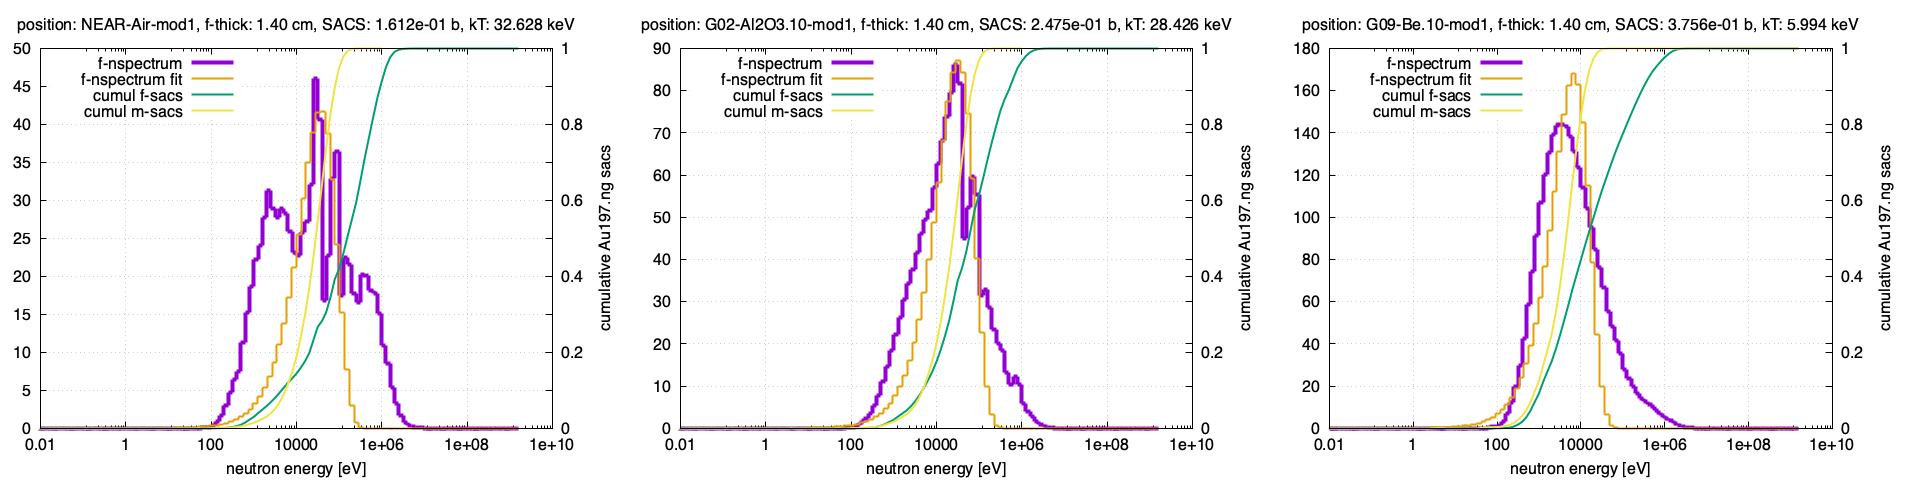 position: NEAR-Air-mod1, f-thick: 1.40 cm, SACS: 1.612e-01 b, kT: 32.628 keV
f-nspectrum
f-nspectrum fit
cumul f-sacs
cumul m-sacs
50
45
40
35
30
25
20
15
10
5
0
1
0.8
0.6
0.4
0.2
0
cumulative Au197.ng sacs
0.01 1 100 10000 1e+06 1e+08 1e+10
neutron energy [eV]
position: G02-Al2O3.10-mod1, f-thick: 1.40 cm, SACS: 2.475e-01 b, kT: 28.426 keV
f-nspectrum
f-nspectrum fit
cumul f-sacs
cumul m-sacs
90
80
70
60
50
40
30
20
10
0
1
0.8
0.6
0.4
0.2
0
cumulative Au197.ng sacs
0.01 1 100 10000 1e+06 1e+08 1e+10
neutron energy [eV]
position: G09-Be.10-mod1, f-thick: 1.40 cm, SACS: 3.756e-01 b, kT: 5.994 keV
f-nspectrum
f-nspectrum fit
cumul f-sacs
cumul m-sacs
180
160
140
120
100
80
60
40
20
0
1
0.8
0.6
0.4
0.2
0
cumulative Au197.ng sacs
0.01 1 100 10000 1e+06 1e+08 1e+10
neutron energy [eV]